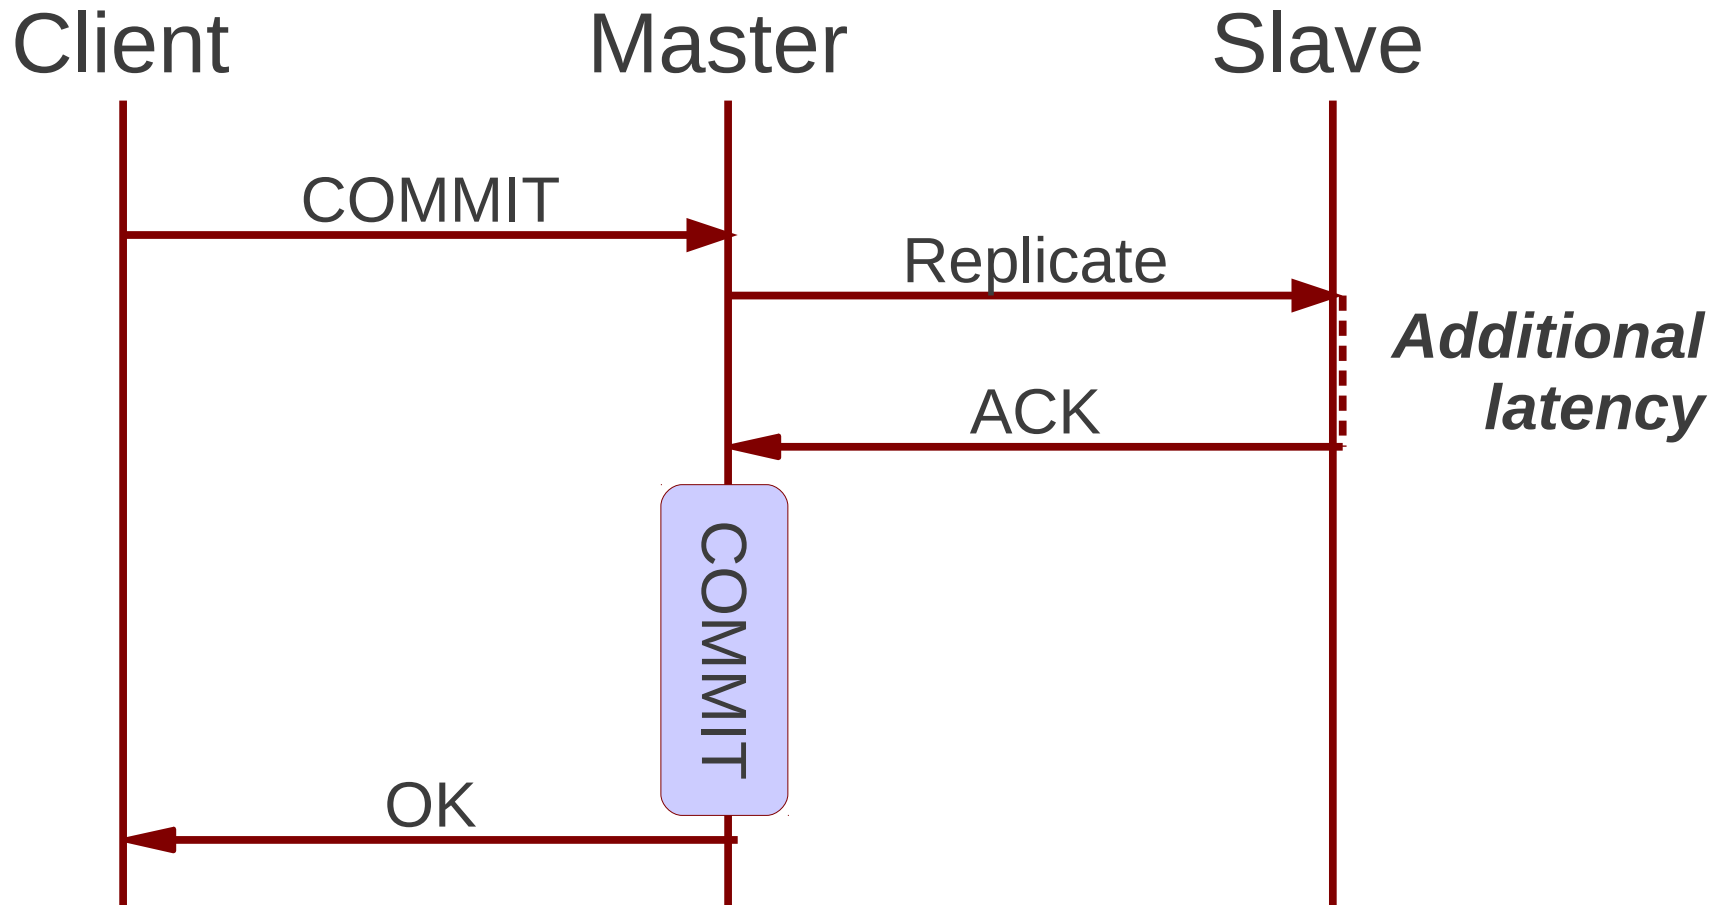 Client
Master
Slave
COMMIT
Replicate
Additional
latency
ACK
COMMIT
OK